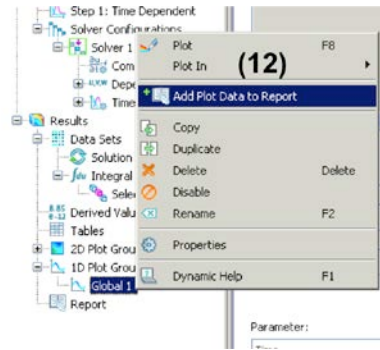 Step 1: Time Dependent
Solver Configurations
Solver 1
Plot F8
Com
Plot In
(12)
Depe
Time
Add Plot Data to Report
Results
Data Sets
Copy
Solution
Duplicate
Integral
Delete Delete
Selec
Disable
Derived Valu
Rename F2
Tables
2D Plot Group
Properties
1D Plot Grou
Global 1
Dynamic Help F1
Report
Parameter: